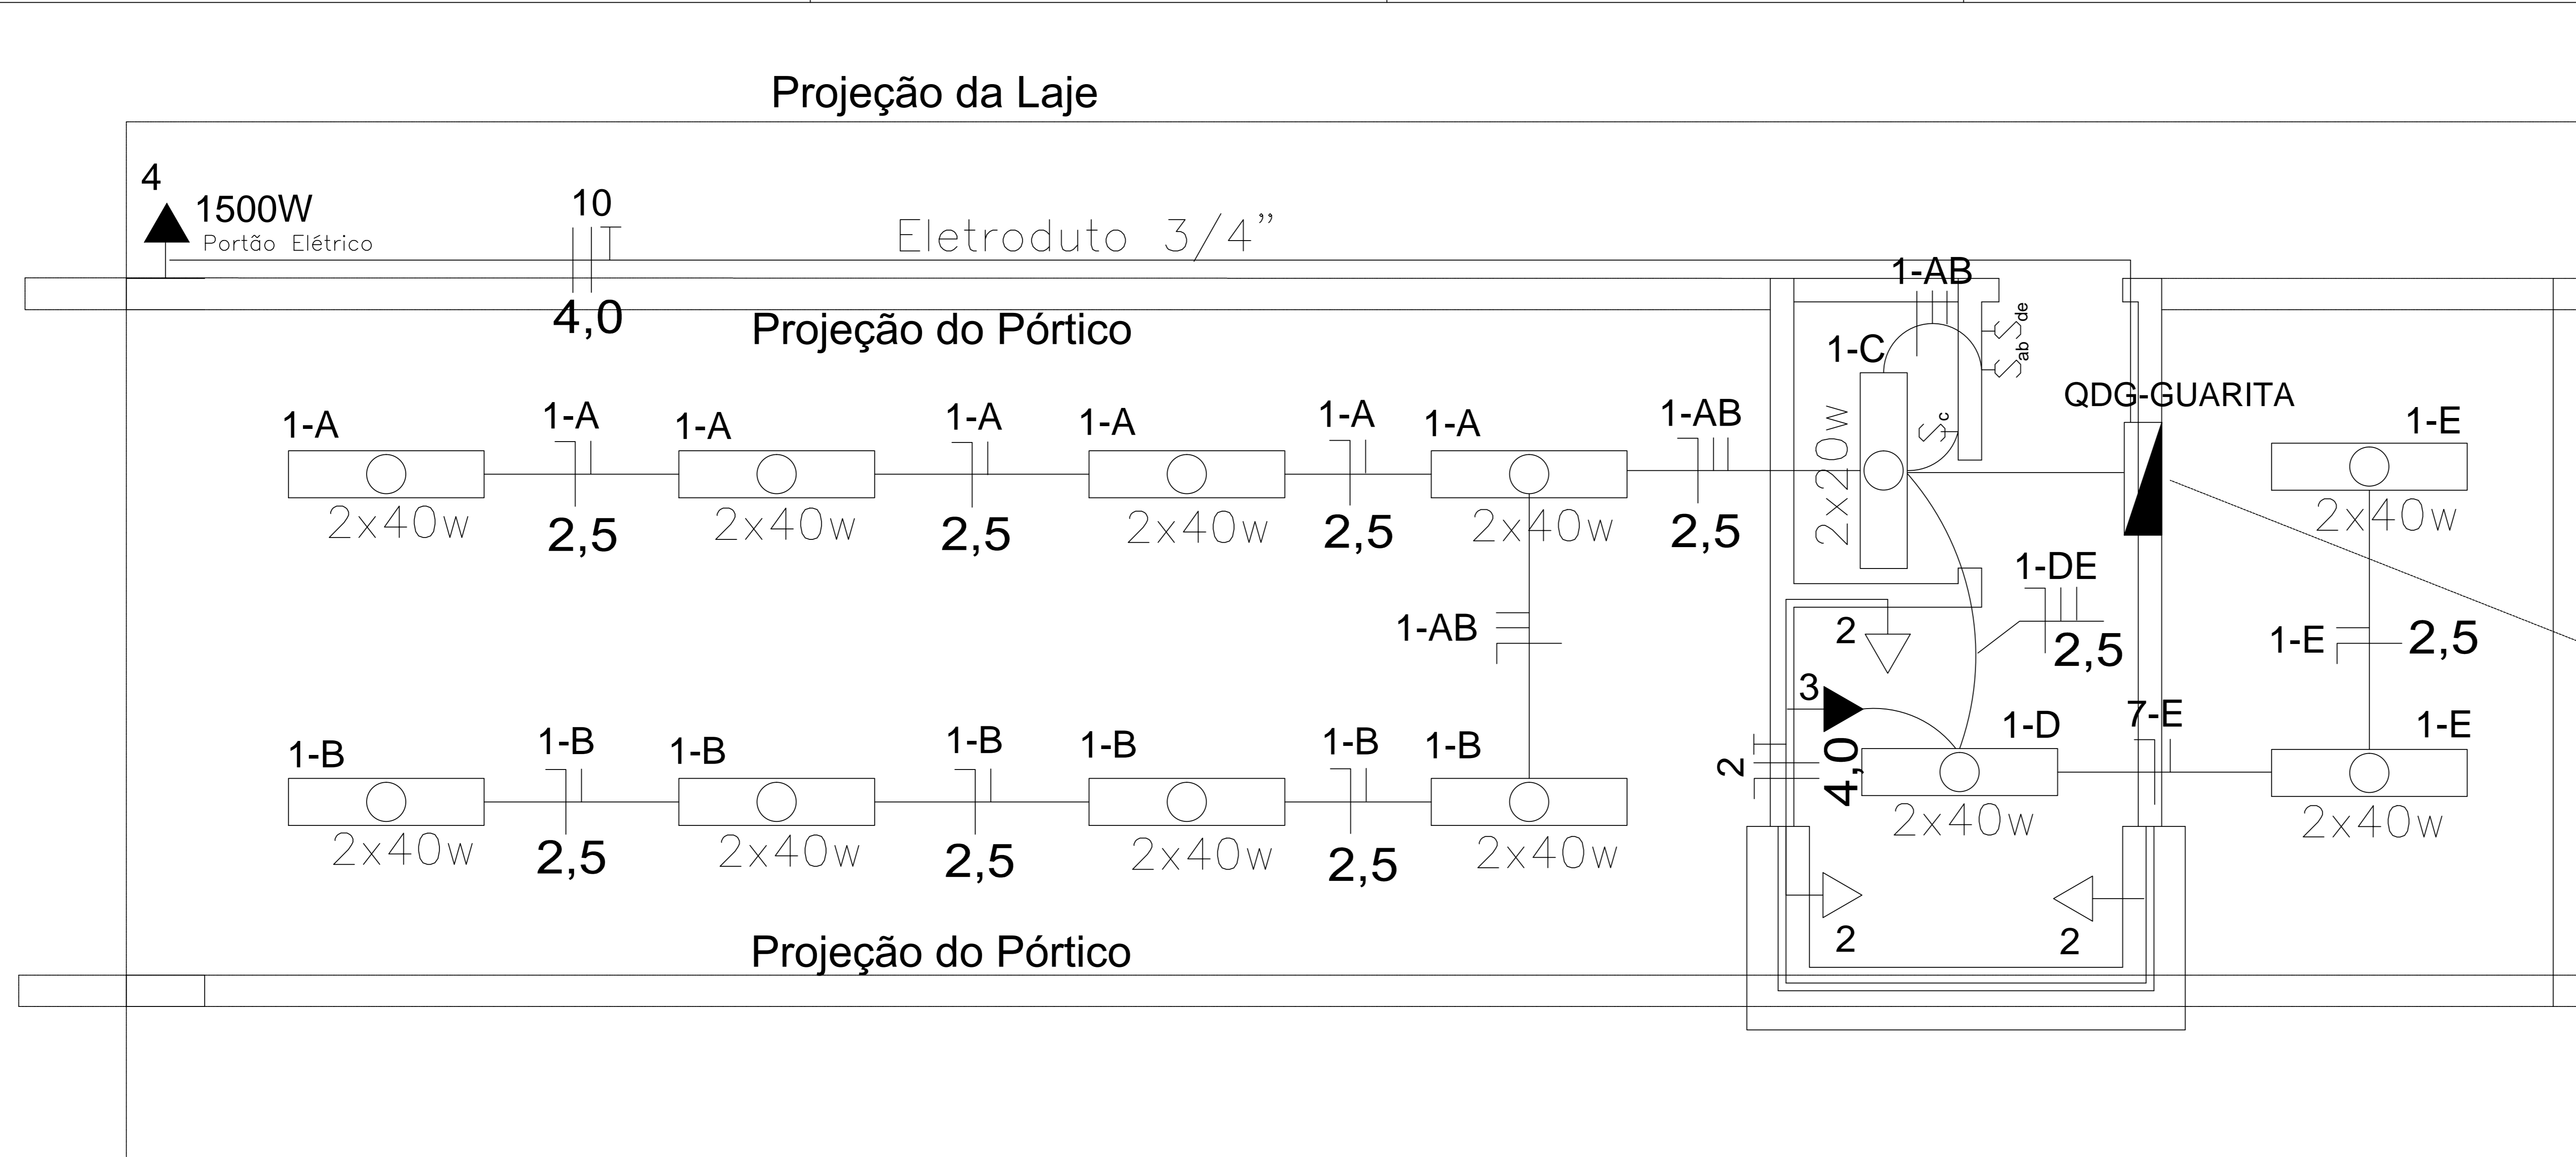 Projeção da Laje
4
1500W
Portão Elétrico
10
Eletroduto 3/4”
4,0
Projeção do Pórtico
1-AB
S de
S ab
1-C
QDG-GUARITA
1-A
1-A
1-A
1-A
1-A
1-A
1-A
1-AB
S c
2x20w
1-E
2x40w
2,5
2x40w
2,5
2x40w
2,5
2x40w
2,5
2x40w
1-DE
2,5
1-AB
2
1-E
2,5
3
1-B
1-B
1-B
1-B
1-B
1-B
1-B
2
4,0
1-D
7-E
1-E
2x40w
2,5
2x40w
2,5
2x40w
2,5
2x40w
2x40w
2x40w
2
2
Projeção do Pórtico